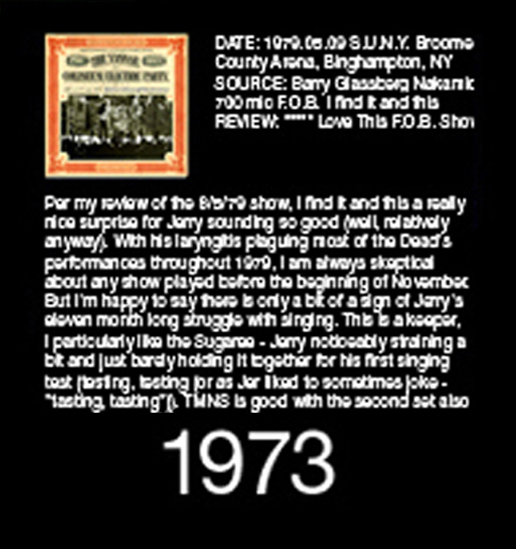 THE VINYL
COLISEUM ELECTRIC PARTY
DATE: 1979.05.09 S.U.N.Y. Broome
County Arena, Binghampton, NY
SOURCE: Barry Glassberg Nakamic
700 mic F.O.B. I find it and this
REVIEW: ***** Love This F.O.B. Show
Per my review of the 8/5/79 show, I find it and this a really
nice surprise for Jerry sounding so good (well, relatively
anyway). With his laryngitis plaguing most of the Dead's
performances throughout 1979, I am always skeptical
about any show played before the beginning of November.
But I'm happy to say there is only a bit of a sign of Jerry's
eleven month long struggle with singing. This is a keeper,
I particularly like the Sugaree - Jerry noticeably straining a
bit and just barely holding it together for his first singing
test (testing, testing (or as Jer liked to sometimes joke -
"tasting, tasting")). TMNS is good with the second set also
1973